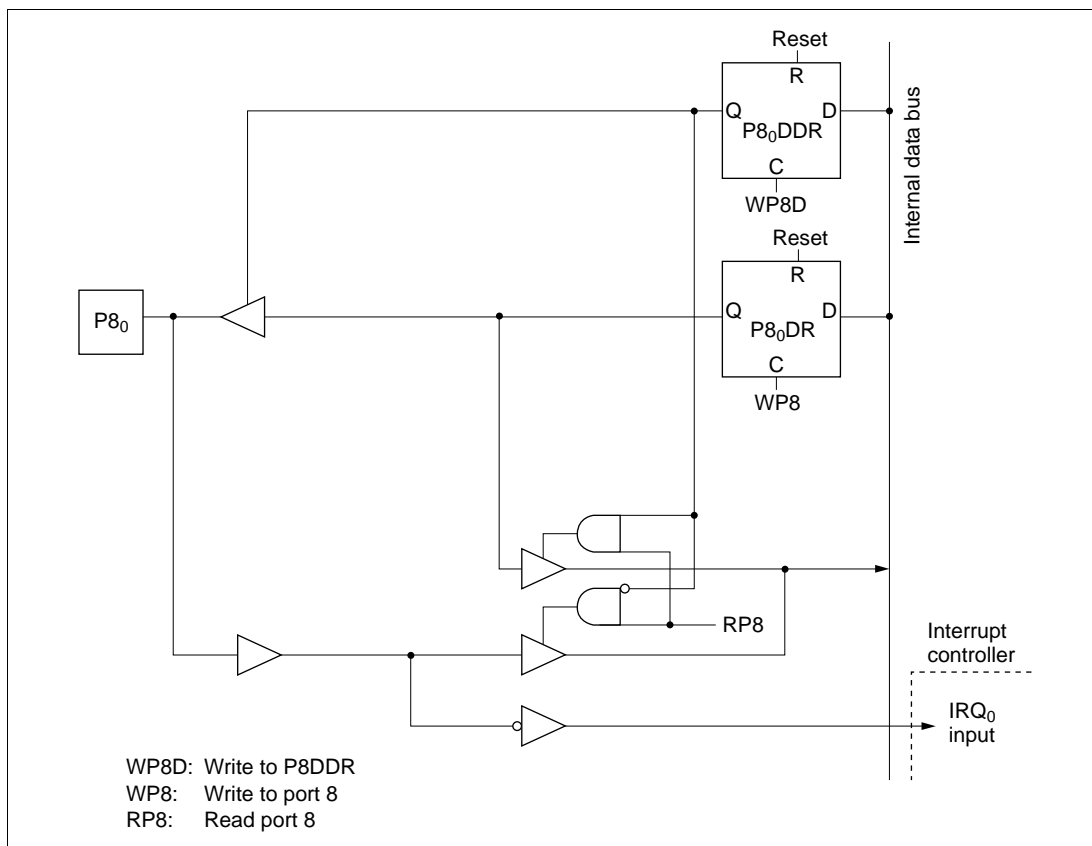 Reset
R
Q D
P8₀DDR
C
WP8D
Internal data bus
Reset
R
P8₀
Q D
P8₀DR
C
WP8
RP8
Interrupt
controller
IRQ₀
input
WP8D: Write to P8DDR
WP8: Write to port 8
RP8: Read port 8